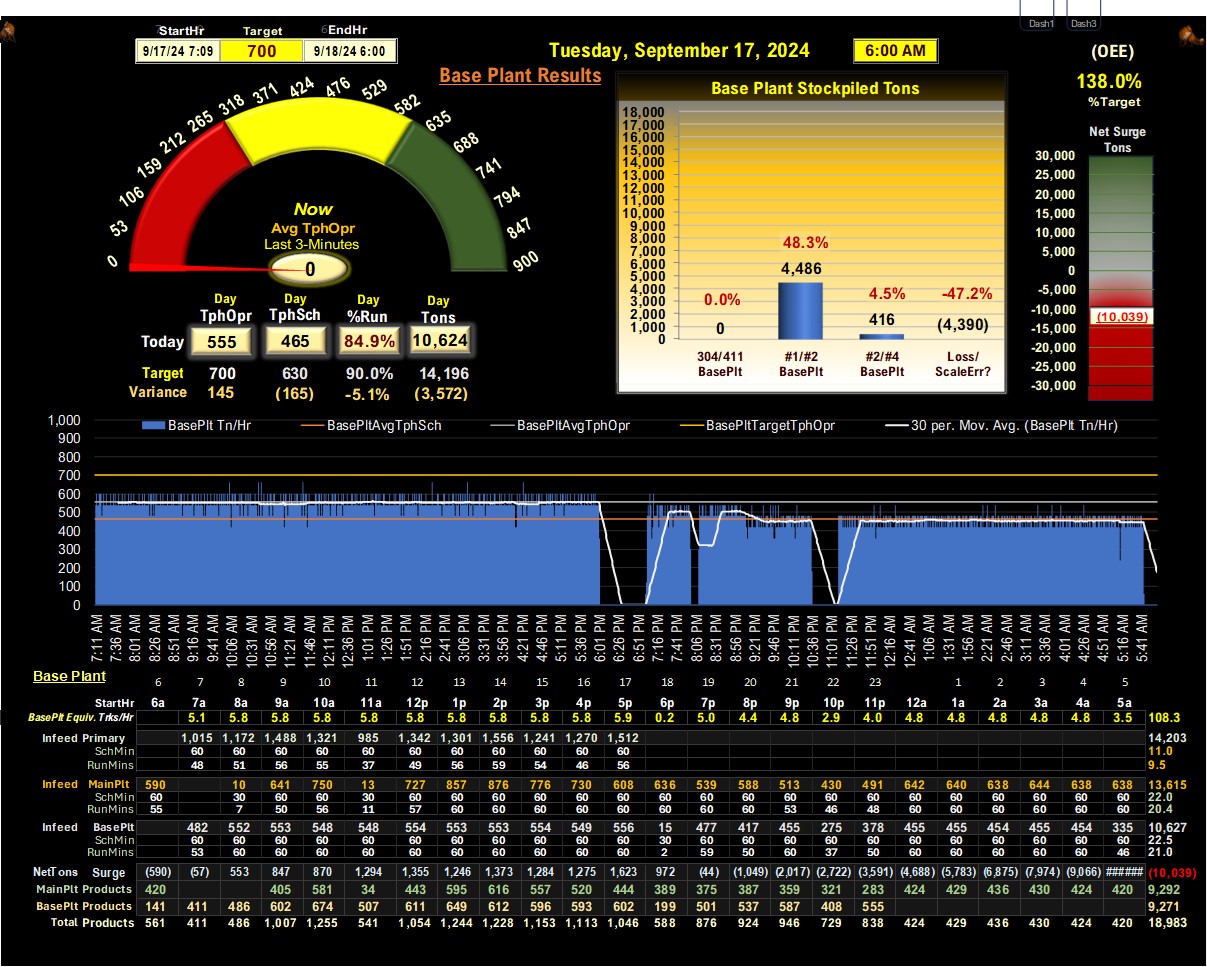 Dash1 Dash3
StartHr Target EndHr
9/17/24 7:09 700 9/18/24 6:00
Tuesday, September 17, 2024 6:00 AM
(OEE)
138.0%
%Target
Base Plant Results
Net Surge
Tons
30,000
25,000
20,000
15,000
10,000
5,000
0
-5,000
-10,000
(10,039)
-15,000
-20,000
-25,000
-30,000
0 53 106 159 212 265 318 371 424 476 529 582 635 688 741 794 847 900
Now
Avg TphOpr
Last 3-Minutes
0
Day Day Day Day
TphOpr TphSch %Run Tons
Today 555 465 84.9% 10,624
Target 700 630 90.0% 14,196
Variance 145 (165) -5.1% (3,572)
Base Plant Stockpiled Tons
18,000
17,000
16,000
15,000
14,000
13,000
12,000
11,000
10,000
9,000
8,000
7,000
6,000
5,000
4,000
3,000
2,000
1,000
0
48.3%
4,486
0.0% 4.5% -47.2%
0 416 (4,390)
304/411 #1/#2 #2/#4 Loss/
BasePlt BasePlt BasePlt ScaleErr?
BasePlt Tn/Hr BasePltAvgTphSch BasePltAvgTphOpr BasePltTargetTphOpr 30 per. Mov. Avg. (BasePlt Tn/Hr)
1,000
900
800
700
600
500
400
300
200
100
0
7:11 AM 7:36 AM 8:01 AM 8:26 AM 8:51 AM 9:16 AM 9:41 AM 10:06 AM 10:31 AM 10:56 AM 11:21 AM 11:46 AM 12:11 PM 12:36 PM 1:01 PM 1:26 PM 1:51 PM 2:16 PM 2:41 PM 3:06 PM 3:31 PM 3:56 PM 4:21 PM 4:46 PM 5:11 PM 5:36 PM 6:01 PM 6:26 PM 6:51 PM 7:16 PM 7:41 PM 8:06 PM 8:31 PM 8:56 PM 9:21 PM 9:46 PM 10:11 PM 10:36 PM 11:01 PM 11:26 PM 11:51 PM 12:16 AM 12:41 AM 1:06 AM 1:31 AM 1:56 AM 2:21 AM 2:46 AM 3:11 AM 3:36 AM 4:01 AM 4:26 AM 4:51 AM 5:16 AM 5:41 AM
Base Plant 6 7 8 9 10 11 12 13 14 15 16 17 18 19 20 21 22 23 1 2 3 4 5
StartHr 6a 7a 8a 9a 10a 11a 12p 1p 2p 3p 4p 5p 6p 7p 8p 9p 10p 11p 12a 1a 2a 3a 4a 5a
BasePlt Equiv. Trks/Hr 5.1 5.8 5.8 5.8 5.8 5.8 5.8 5.8 5.8 5.8 5.9 0.2 5.0 4.4 4.8 2.9 4.0 4.8 4.8 4.8 4.8 4.8 3.5 108.3
Infeed Primary 1,015 1,172 1,488 1,321 985 1,342 1,301 1,556 1,241 1,270 1,512 14,203
SchMin 60 60 60 60 60 60 60 60 60 60 60 11.0
RunMins 48 51 56 55 37 49 56 59 54 46 56 9.5
Infeed MainPlt 590 10 641 750 13 727 857 876 776 730 608 636 539 588 513 430 491 642 640 638 644 638 638 13,615
SchMin 60 30 60 60 30 60 60 60 60 60 60 60 60 60 60 60 60 60 60 60 60 60 60 22.0
RunMins 55 7 50 56 11 57 60 60 60 60 60 60 60 60 53 46 48 60 60 60 60 60 60 20.4
Infeed BasePlt 482 552 553 548 548 554 553 553 554 549 556 15 477 417 455 275 378 455 455 454 455 454 335 10,627
SchMin 60 60 60 60 60 60 60 60 60 60 60 30 60 60 60 60 60 60 60 60 60 60 60 22.5
RunMins 53 60 60 60 60 60 60 60 60 60 60 2 59 50 60 37 50 60 60 60 60 60 46 21.0
NetTons Surge (590) (57) 553 847 870 1,294 1,355 1,246 1,373 1,284 1,275 1,623 972 (44) (1,049) (2,017) (2,722) (3,591) (4,688) (5,783) (6,875) (7,974) (9,066) ###### (10,039)
MainPlt Products 420 405 581 34 443 595 616 557 520 444 389 375 387 359 321 283 424 429 436 430 424 420 9,292
BasePlt Products 141 411 486 602 674 507 611 649 612 596 593 602 199 501 537 587 408 555 9,271
Total Products 561 411 486 1,007 1,255 541 1,054 1,244 1,228 1,153 1,113 1,046 588 876 924 946 729 838 424 429 436 430 424 420 18,983